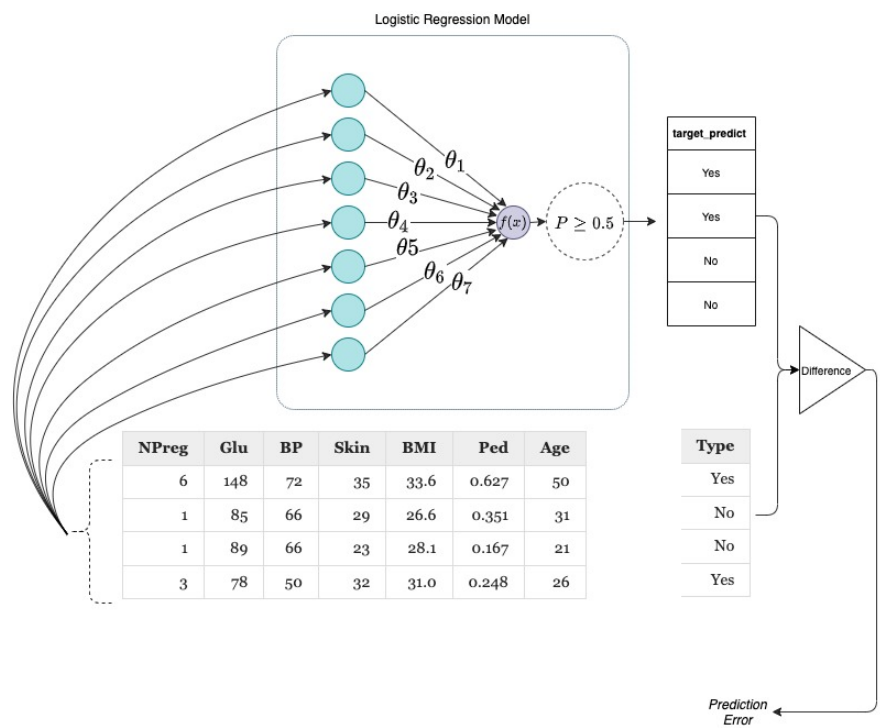 Logistic Regression Model
θ1
θ2
θ3
θ4
θ5
θ6
θ7
f(x)
P ≥ 0.5
target_predict
Yes
Yes
No
No
Difference
NPreg Glu BP Skin BMI Ped Age
6 148 72 35 33.6 0.627 50
1 85 66 29 26.6 0.351 31
1 89 66 23 28.1 0.167 21
3 78 50 32 31.0 0.248 26
Type
Yes
No
No
Yes
Prediction
Error